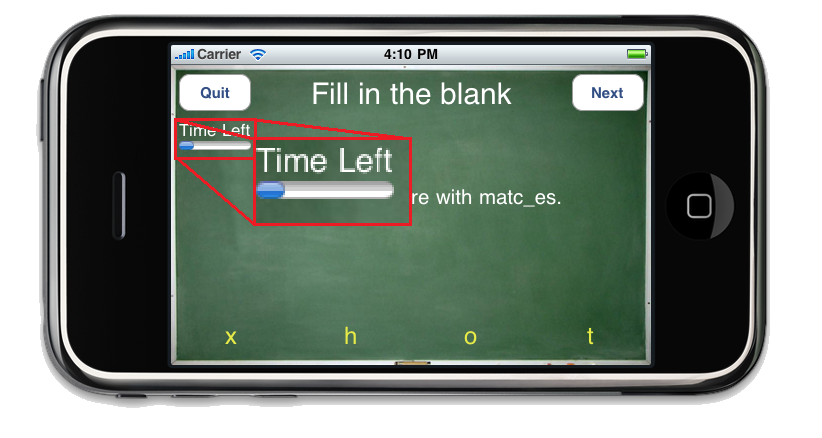 Carrier 4:10 PM
Quit Fill in the blank Next
Time Left
Time Left
re with matc_es.
x h o t